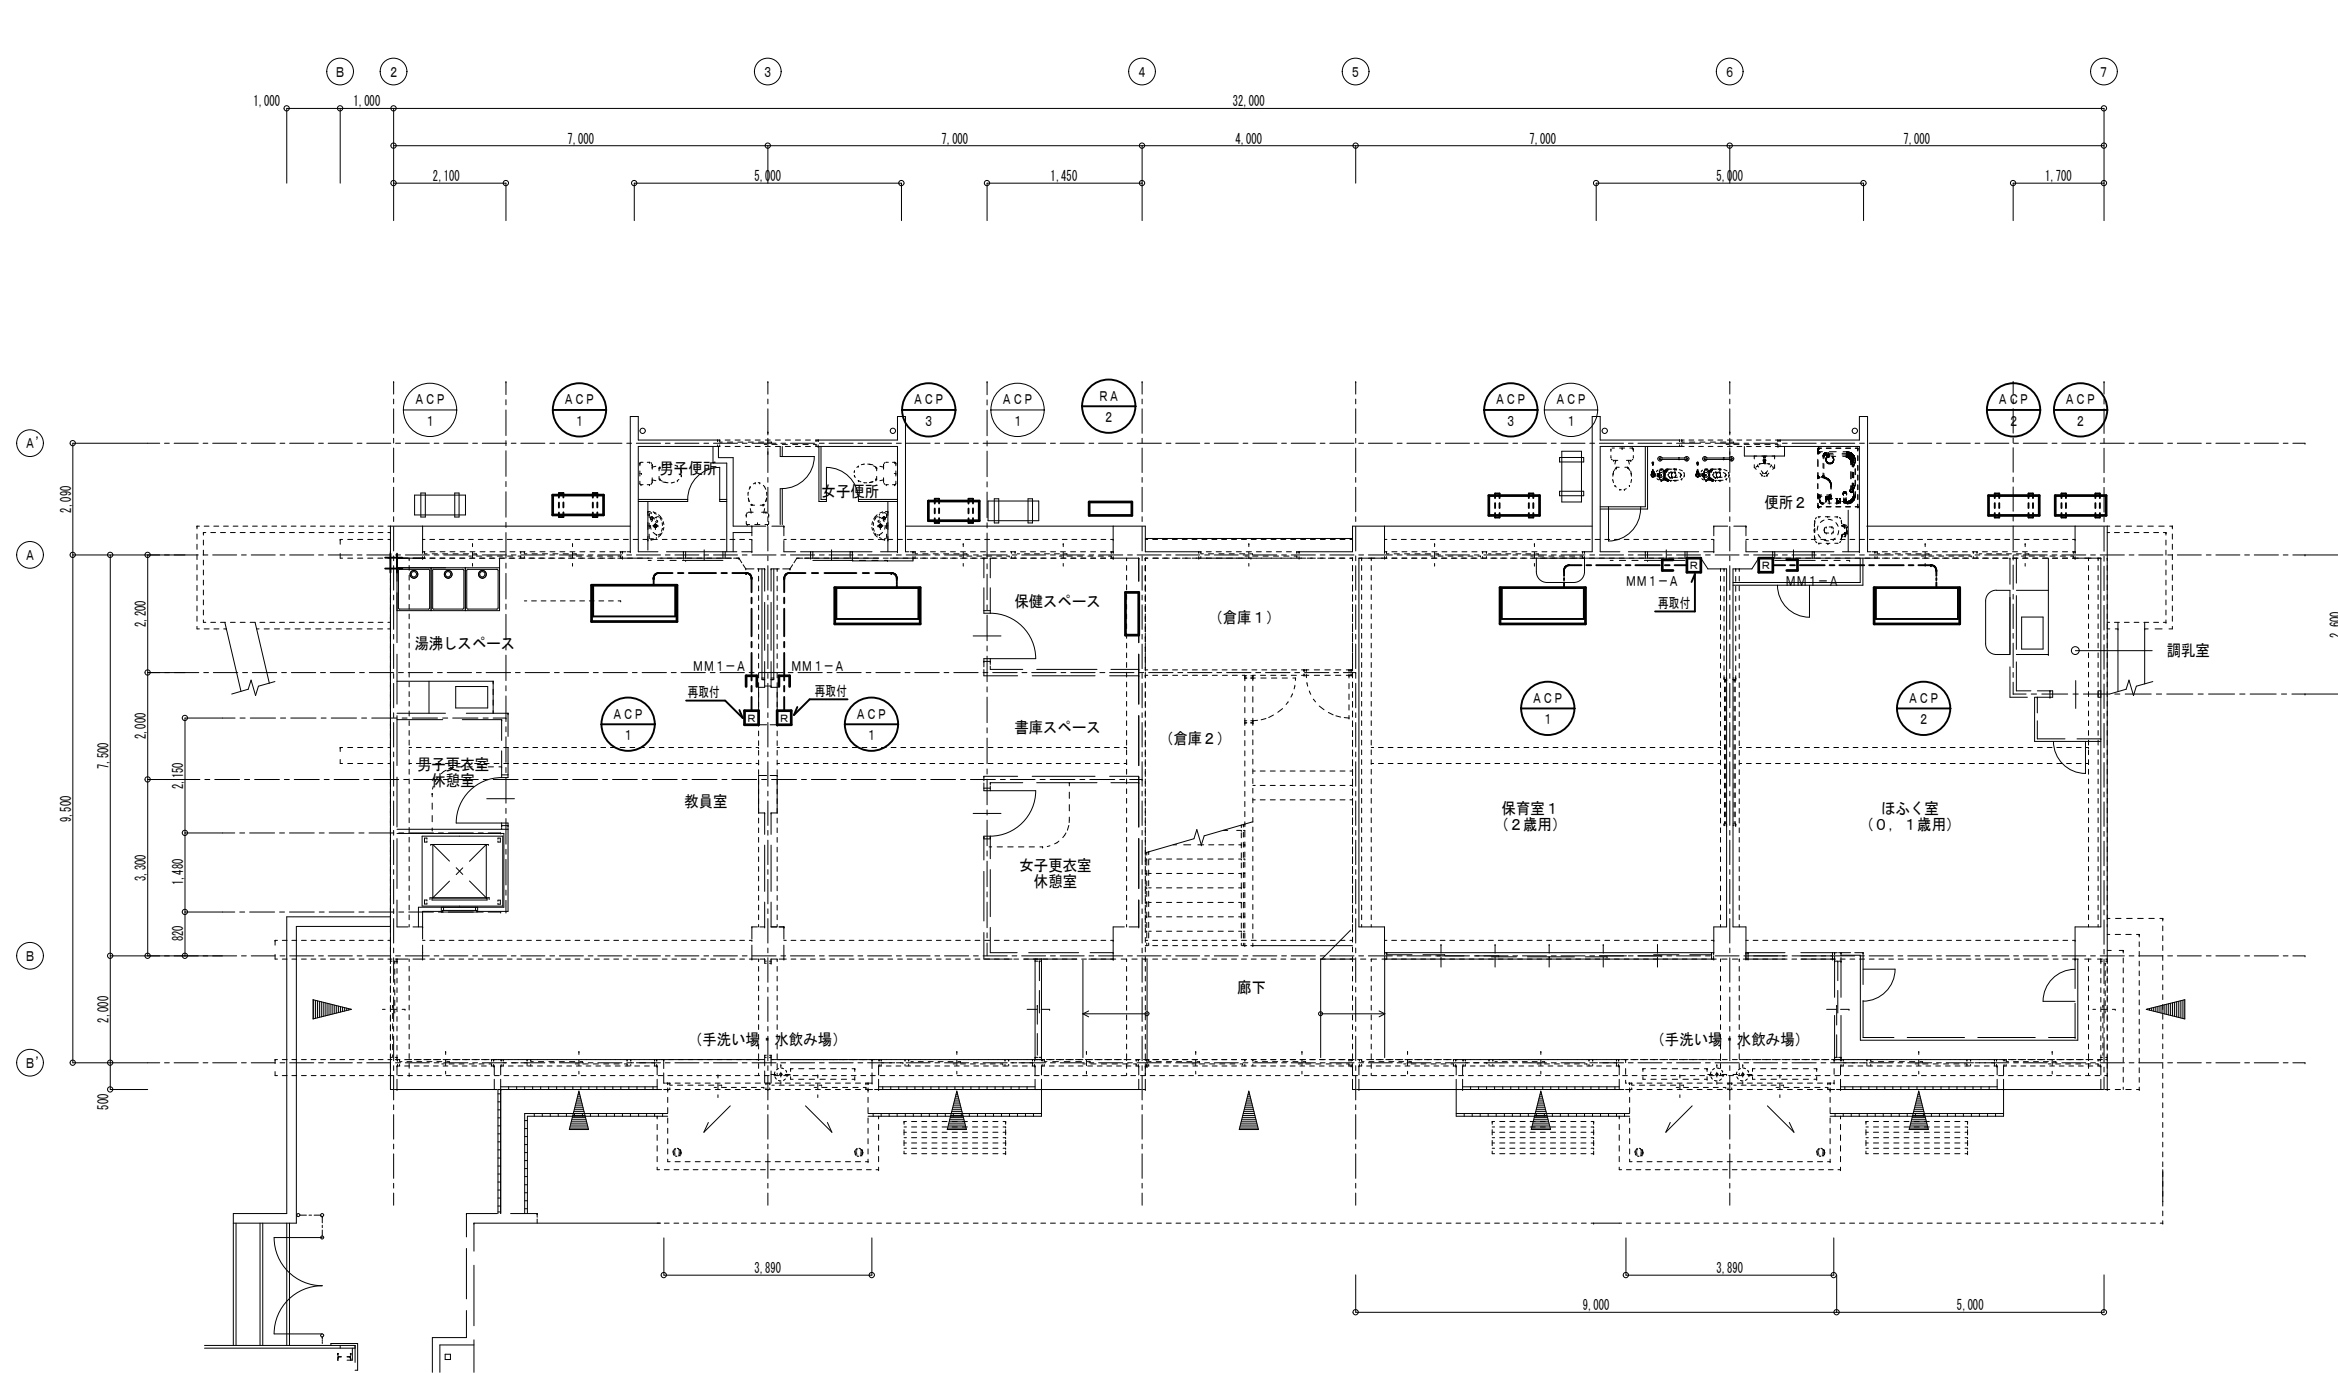 B 2 3 4 5 6 7
1,000 1,000 32,000
7,000 7,000 4,000 7,000 7,000
2,100 5,000 1,450 5,000 1,700
ACP 1
ACP 1
ACP 3
ACP 1
RA 2
ACP 3
ACP 1
ACP 2
ACP 2
A'
2,090
男子便所
女子便所
便所２
A
MM1-A
MM1-A
再取付
R
R
保健スペース
（倉庫１）
2,200
2,600
湯沸しスペース
調乳室
MM1-A MM1-A
再取付 再取付
R R
ACP 1
ACP 1
ACP 1
ACP 2
書庫スペース
（倉庫２）
2,000
7,500
2,150
9,500
男子更衣室
休憩室
教員室
保育室１
（２歳用）
ほふく室
（０，１歳用）
3,300
1,480
女子更衣室
休憩室
820
B
廊下
2,000
（手洗い場・水飲み場）
（手洗い場・水飲み場）
B'
500
3,890
3,890
9,000 5,000